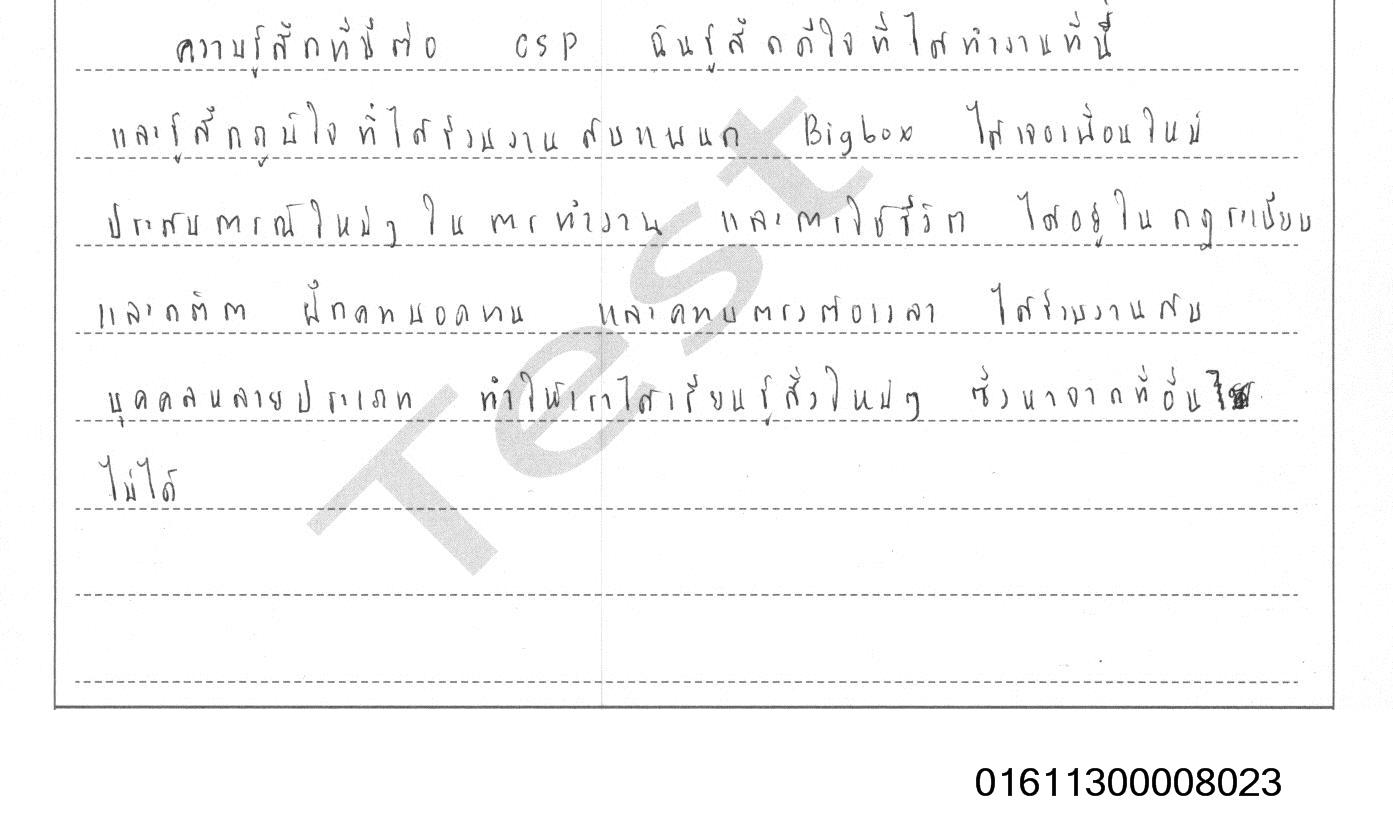 ความรู้สึกที่มีต่อ CSP ฉันรู้สึกดีใจที่ได้ทำงานที่นี่
และรู้สึกภูมิใจ ที่ได้ร่วมงานกับแผนก Bigbox ได้เจอเพื่อนใหม่
ประสบการณ์ใหม่ๆ ใน การทำงาน และการใช้ชีวิต ได้อยู่ในกฎระเบียบ
และกติกา ฝึกความอดทน และความตรงต่อเวลา ได้ร่วมงานกับ
บุคคลหลายประเภท ทำให้เราได้เรียนรู้สิ่งใหม่ๆ ซึ่งหาจากที่อื่น
ไม่ได้
Test
01611300008023